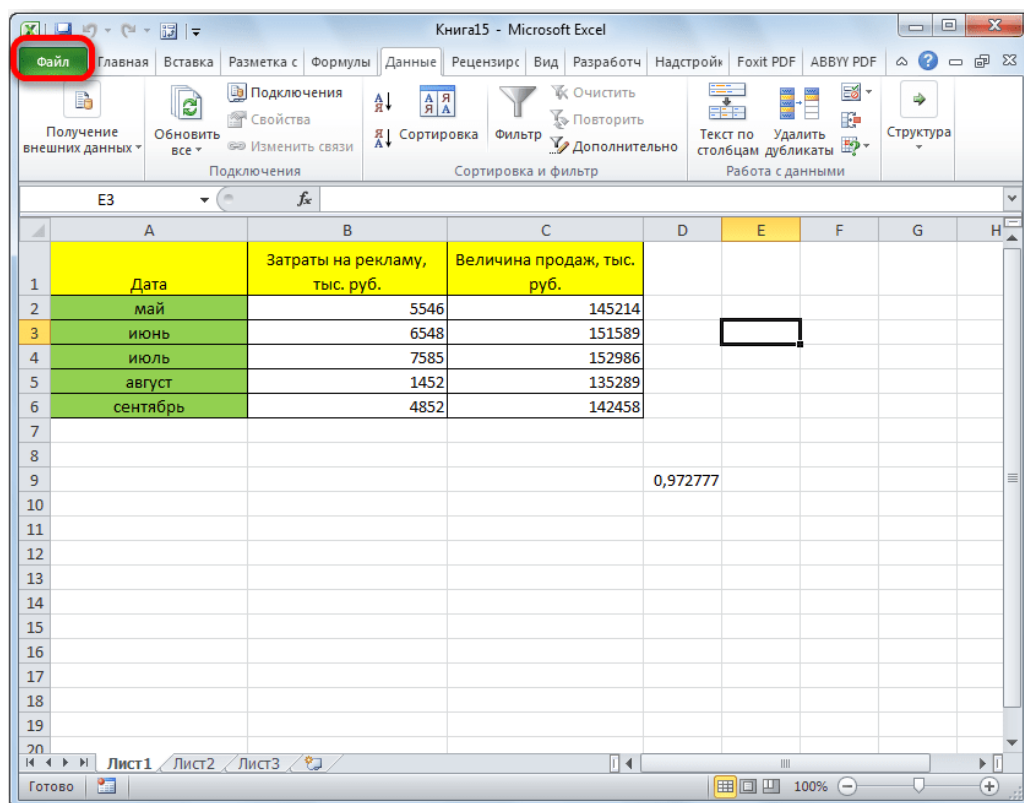 Книга15 - Microsoft Excel
Файл Главная Вставка Разметка с Формулы Данные Рецензирс Вид Разработч Надстройк Foxit PDF ABBYY PDF
Получение внешних данных
Обновить все
Подключения
Свойства
Изменить связи
Подключения
Сортировка
Фильтр
Очистить
Повторить
Дополнительно
Сортировка и фильтр
Текст по столбцам
Удалить дубликаты
Работа с данными
Структура
E3 fx
A B C D E F G H
1 Дата Затраты на рекламу, тыс. руб. Величина продаж, тыс. руб.
2 май 5546 145214
3 июнь 6548 151589
4 июль 7585 152986
5 август 1452 135289
6 сентябрь 4852 142458
7
8
9 0,972777
10
11
12
13
14
15
16
17
18
19
20
Лист1 Лист2 Лист3
Готово 100%